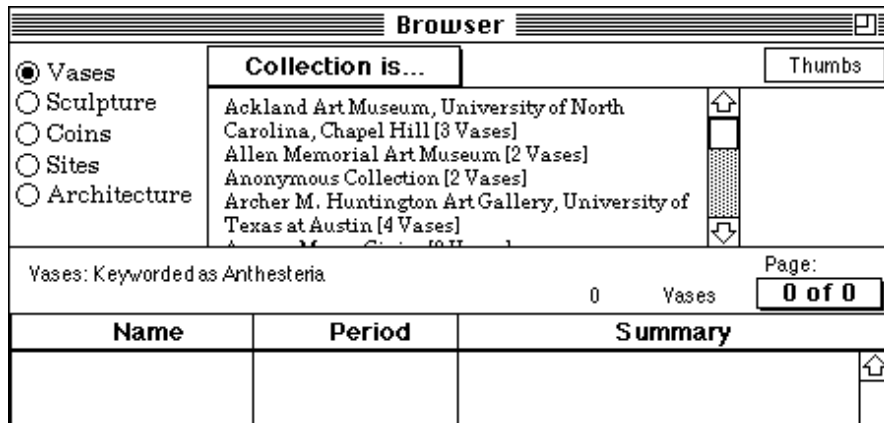 Browser
Vases
Sculpture
Coins
Sites
Architecture
Collection is...
Thumbs
Ackland Art Museum, University of North
Carolina, Chapel Hill [3 Vases]
Allen Memorial Art Museum [2 Vases]
Anonymous Collection [2 Vases]
Archer M. Huntington Art Gallery, University of
Texas at Austin [4 Vases]
Vases: Keyworded as Anthesteria
0 Vases
Page:
0 of 0
Name Period Summary